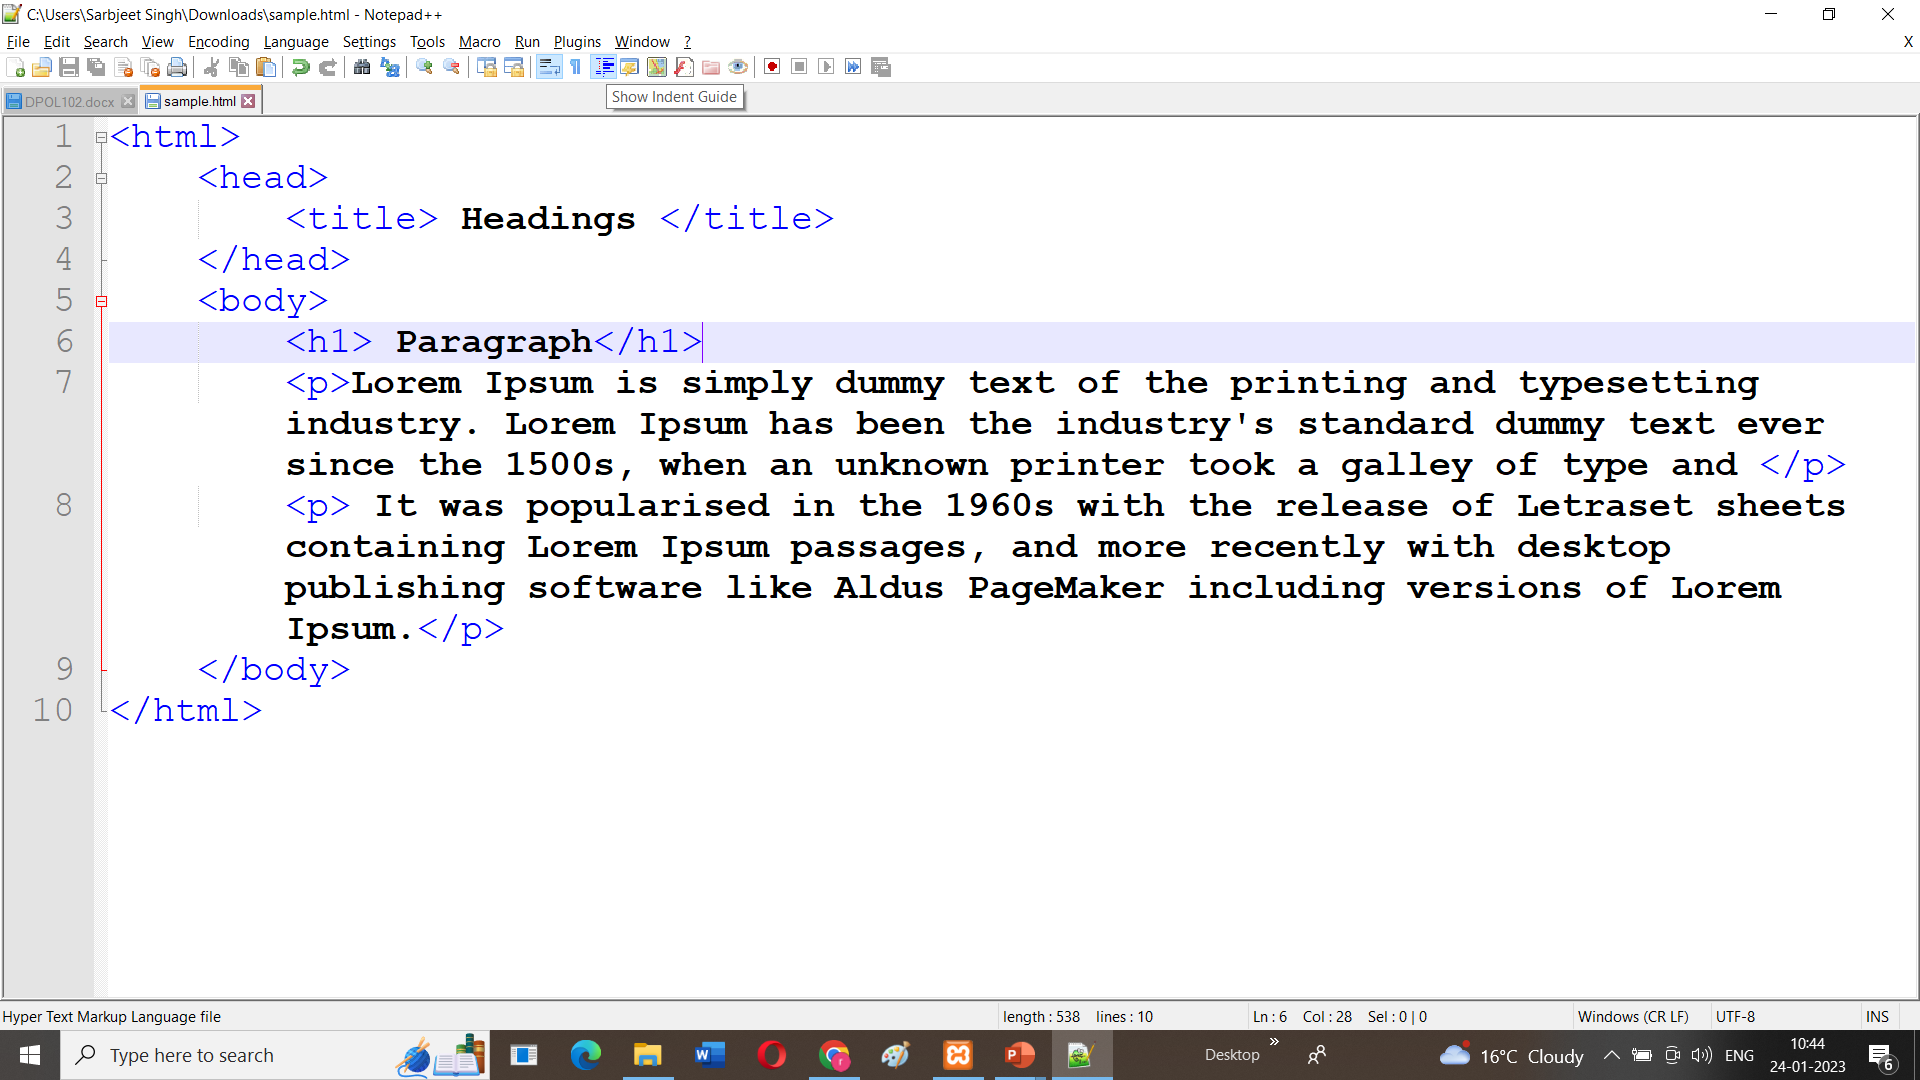 C:\Users\Sarbjeet Singh\Downloads\sample.html - Notepad++
File Edit Search View Encoding Language Settings Tools Macro Run Plugins Window ? X
Show Indent Guide
DPOL102.docx sample.html
1 <html>
2 <head>
3 <title> Headings </title>
4 </head>
5 <body>
6 <h1> Paragraph</h1>
7 <p>Lorem Ipsum is simply dummy text of the printing and typesetting
industry. Lorem Ipsum has been the industry's standard dummy text ever
since the 1500s, when an unknown printer took a galley of type and </p>
8 <p> It was popularised in the 1960s with the release of Letraset sheets
containing Lorem Ipsum passages, and more recently with desktop
publishing software like Aldus PageMaker including versions of Lorem
Ipsum.</p>
9 </body>
10 </html>
Hyper Text Markup Language file length : 538 lines : 10 Ln : 6 Col : 28 Sel : 0 | 0 Windows (CR LF) UTF-8 INS
Type here to search Desktop 16°C Cloudy ENG 10:44
24-01-2023 6